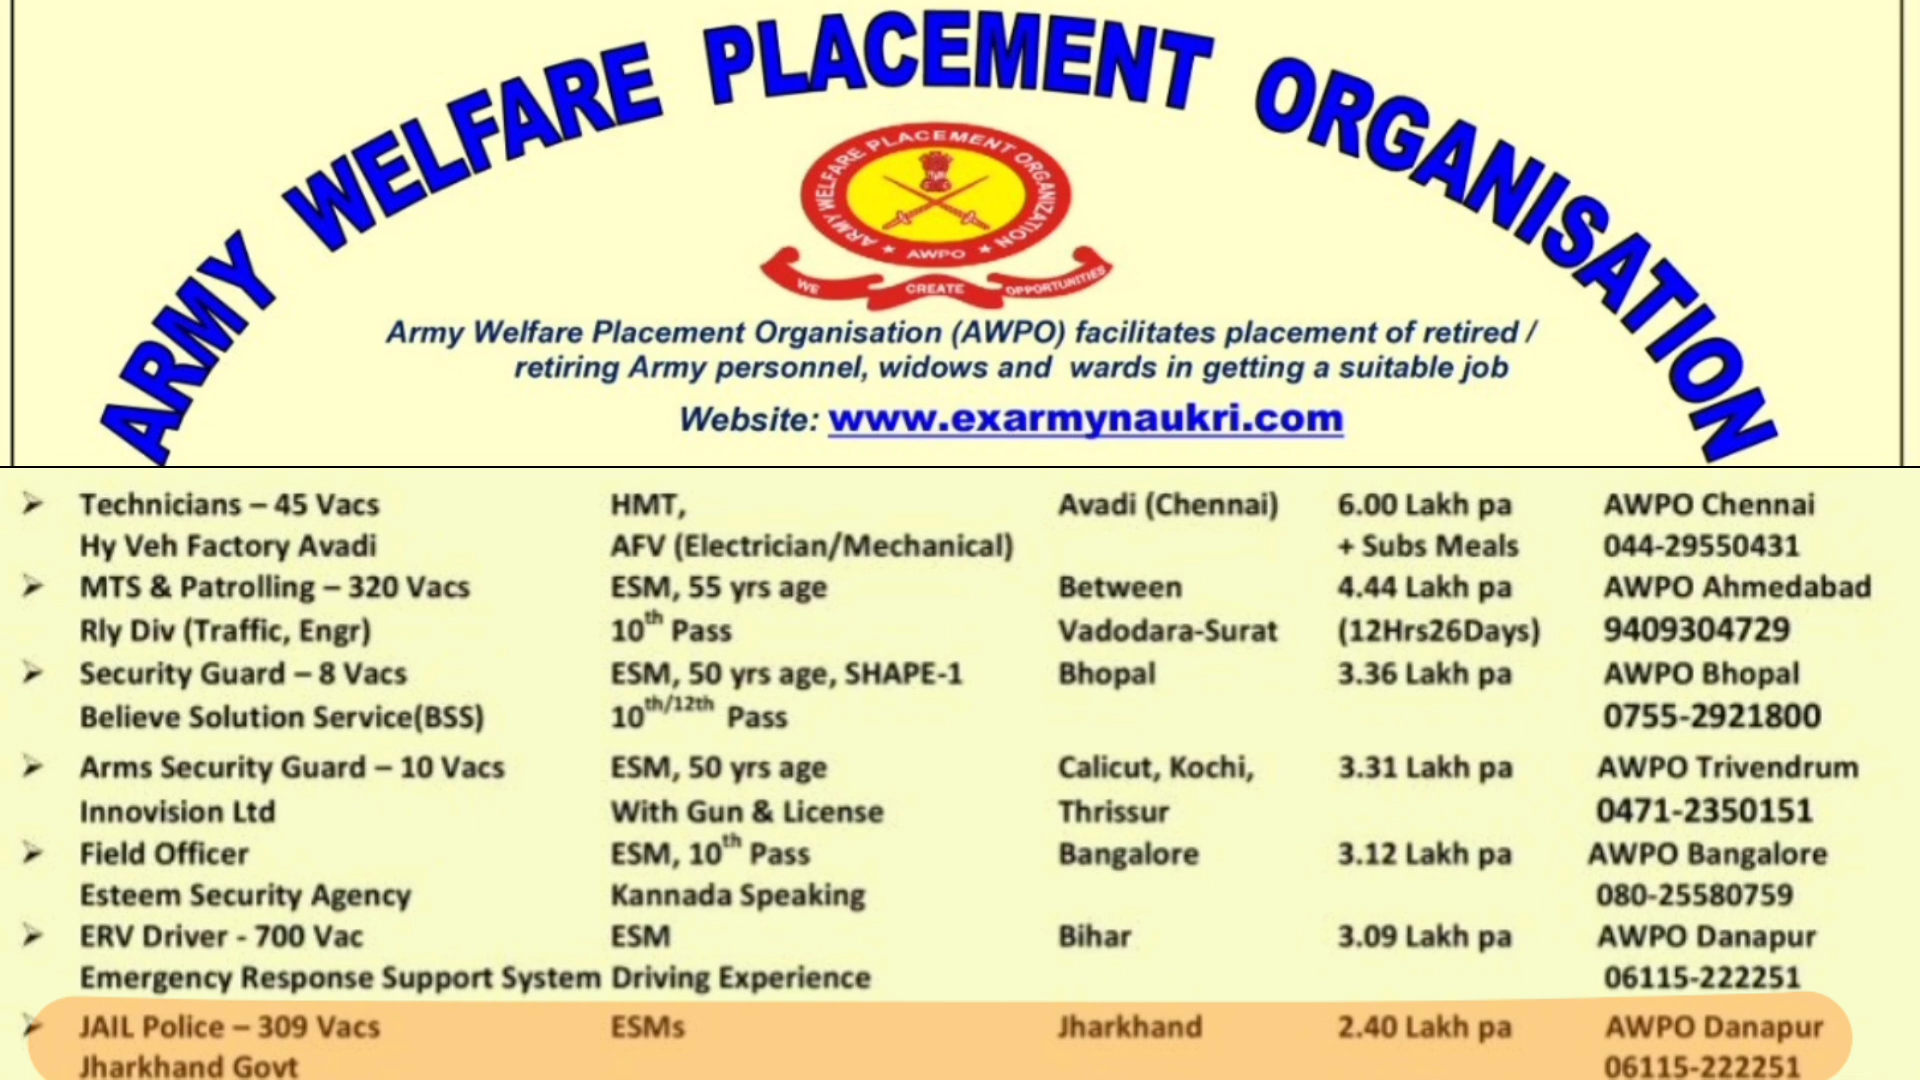 ARMY WELFARE PLACEMENT ORGANISATION
ARMY WELFARE PLACEMENT ORGANIZATION
★ AWPO ★
WE CREATE OPPORTUNITIES
Army Welfare Placement Organisation (AWPO) facilitates placement of retired /
retiring Army personnel, widows and wards in getting a suitable job
Website: www.exarmynaukri.com
➢ Technicians – 45 Vacs HMT, Avadi (Chennai) 6.00 Lakh pa AWPO Chennai
Hy Veh Factory Avadi AFV (Electrician/Mechanical) + Subs Meals 044-29550431
➢ MTS & Patrolling – 320 Vacs ESM, 55 yrs age Between 4.44 Lakh pa AWPO Ahmedabad
Rly Div (Traffic, Engr) 10th Pass Vadodara-Surat (12Hrs26Days) 9409304729
➢ Security Guard – 8 Vacs ESM, 50 yrs age, SHAPE-1 Bhopal 3.36 Lakh pa AWPO Bhopal
Believe Solution Service(BSS) 10th/12th Pass 0755-2921800
➢ Arms Security Guard – 10 Vacs ESM, 50 yrs age Calicut, Kochi, 3.31 Lakh pa AWPO Trivendrum
Innovision Ltd With Gun & License Thrissur 0471-2350151
➢ Field Officer ESM, 10th Pass Bangalore 3.12 Lakh pa AWPO Bangalore
Esteem Security Agency Kannada Speaking 080-25580759
➢ ERV Driver - 700 Vac ESM Bihar 3.09 Lakh pa AWPO Danapur
Emergency Response Support System Driving Experience 06115-222251
➢ JAIL Police – 309 Vacs ESMs Jharkhand 2.40 Lakh pa AWPO Danapur
Jharkhand Govt 06115-222251